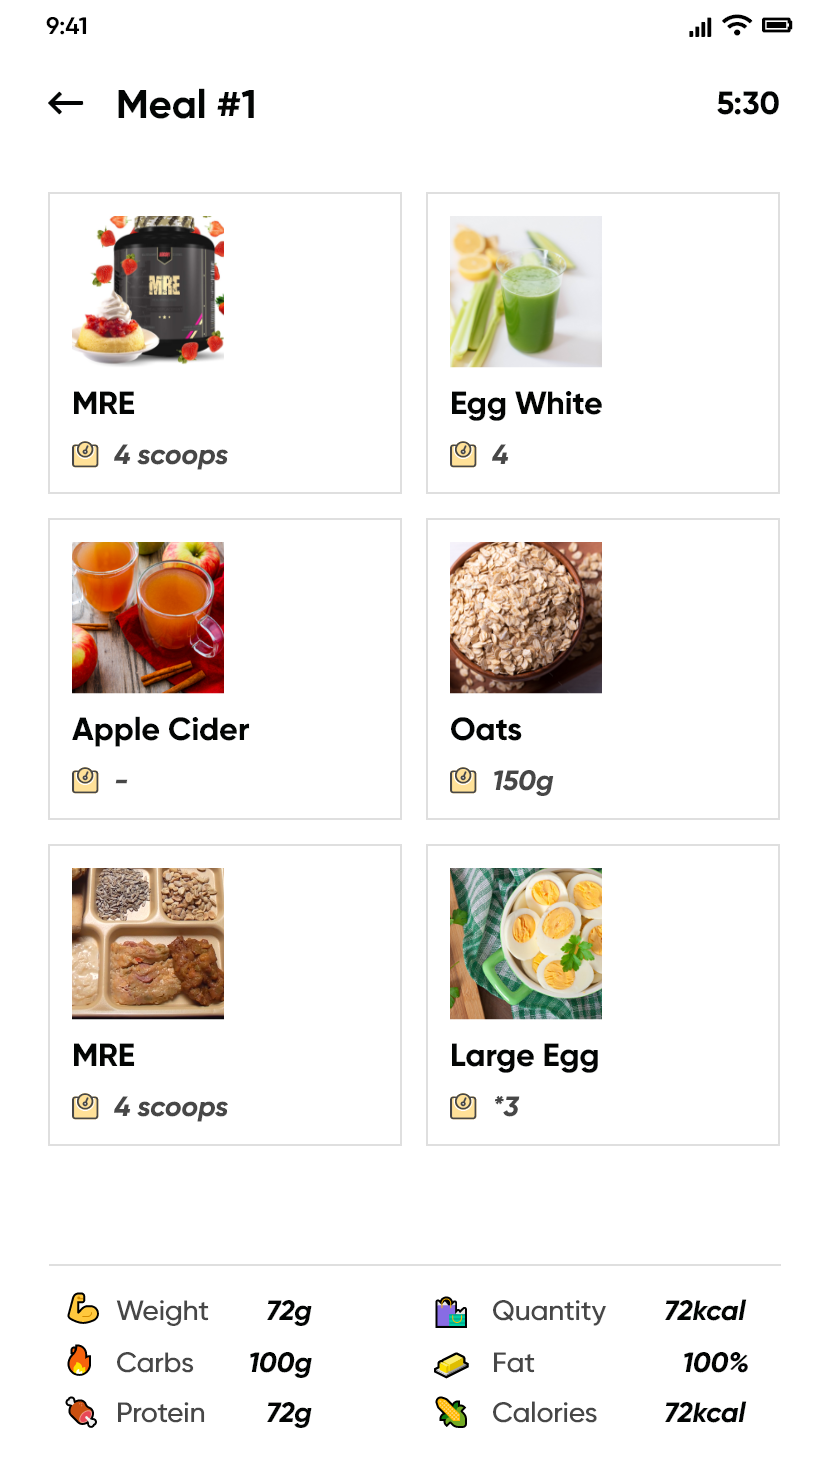 9:41
Meal #1
5:30
MRE
MRE
4 scoops
Egg White
4
Apple Cider
-
Oats
150g
MRE
4 scoops
Large Egg
*3
Weight 72g
Quantity 72kcal
Carbs 100g
Fat 100%
Protein 72g
Calories 72kcal